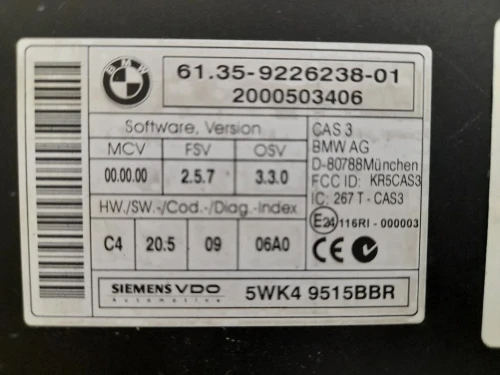 BMW
61.35-9226238-01
2000503406
Software, Version
MCV FSV OSV
00.00.00 2.5.7 3.3.0
HW./SW.-/Cod.-/Diag.-Index
C4 20.5 09 06A0
CAS 3
BMW AG
D-80788München
FCC ID: KR5CAS3
IC: 267 T - CAS3
E24 116RI - 000003
CE
SIEMENS VDO
Automotive
5WK4 9515BBR